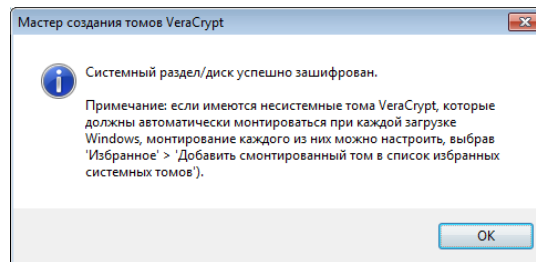 Мастер создания томов VeraCrypt
Системный раздел/диск успешно зашифрован.
Примечание: если имеются несистемные тома VeraCrypt, которые
должны автоматически монтироваться при каждой загрузке
Windows, монтирование каждого из них можно настроить, выбрав
'Избранное' > 'Добавить смонтированный том в список избранных
системных томов').
OK